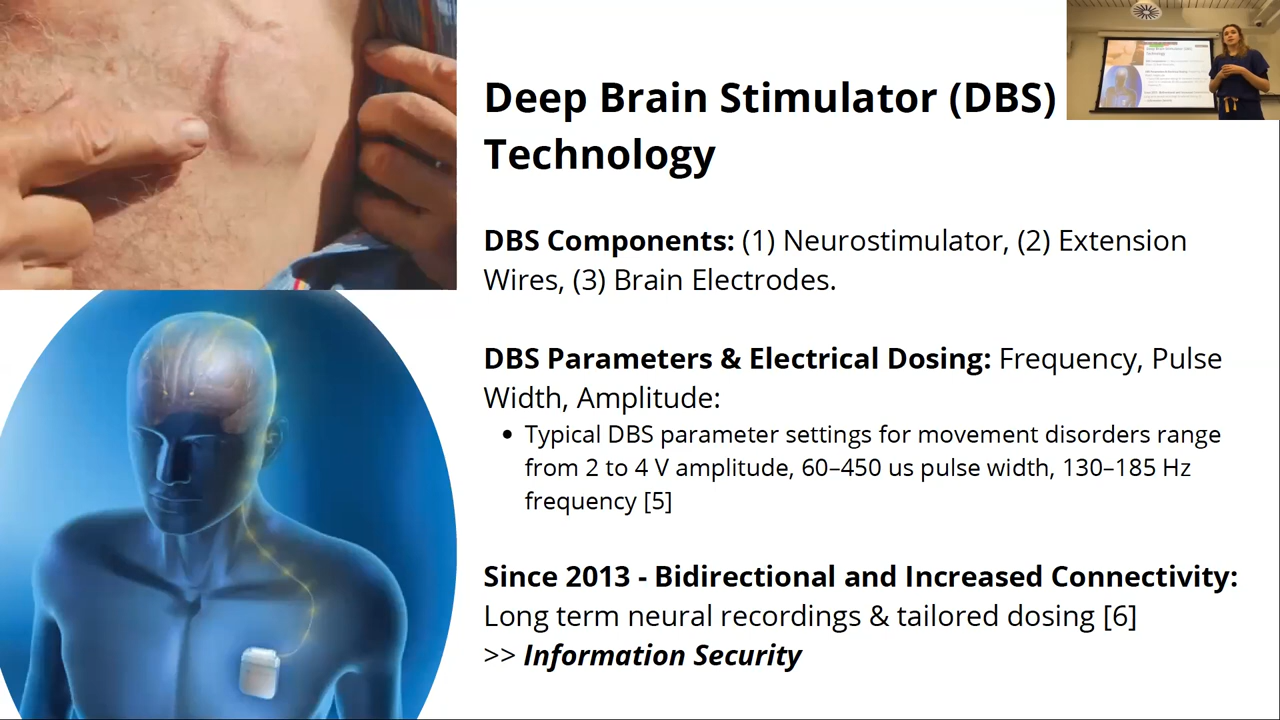 Deep Brain Stimulator (DBS)
Technology
DBS Components: (1) Neurostimulator, (2) Extension
Wires, (3) Brain Electrodes.
DBS Parameters & Electrical Dosing: Frequency, Pulse
Width, Amplitude:
• Typical DBS parameter settings for movement disorders range
from 2 to 4 V amplitude, 60–450 us pulse width, 130–185 Hz
frequency [5]
Since 2013 - Bidirectional and Increased Connectivity:
Long term neural recordings & tailored dosing [6]
>> Information Security